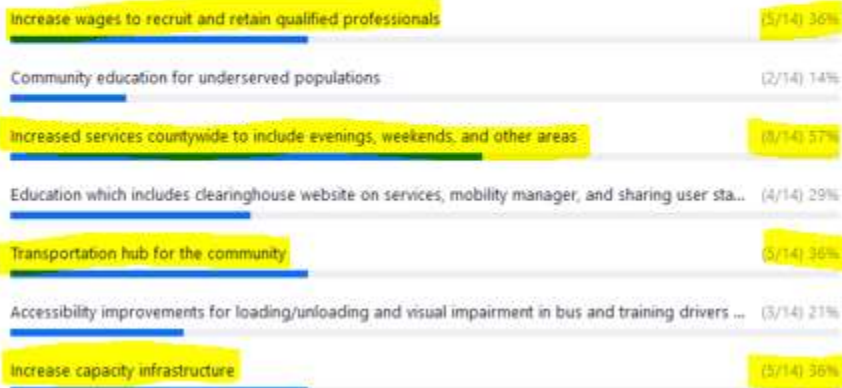 Increase wages to recruit and retain qualified professionals (5/14) 36%
Community education for underserved populations (2/14) 14%
Increased services countywide to include evenings, weekends, and other areas (8/14) 57%
Education which includes clearinghouse website on services, mobility manager, and sharing user sta... (4/14) 29%
Transportation hub for the community (5/14) 36%
Accessibility improvements for loading/unloading and visual impairment in bus and training drivers ... (3/14) 21%
Increase capacity infrastructure (5/14) 36%